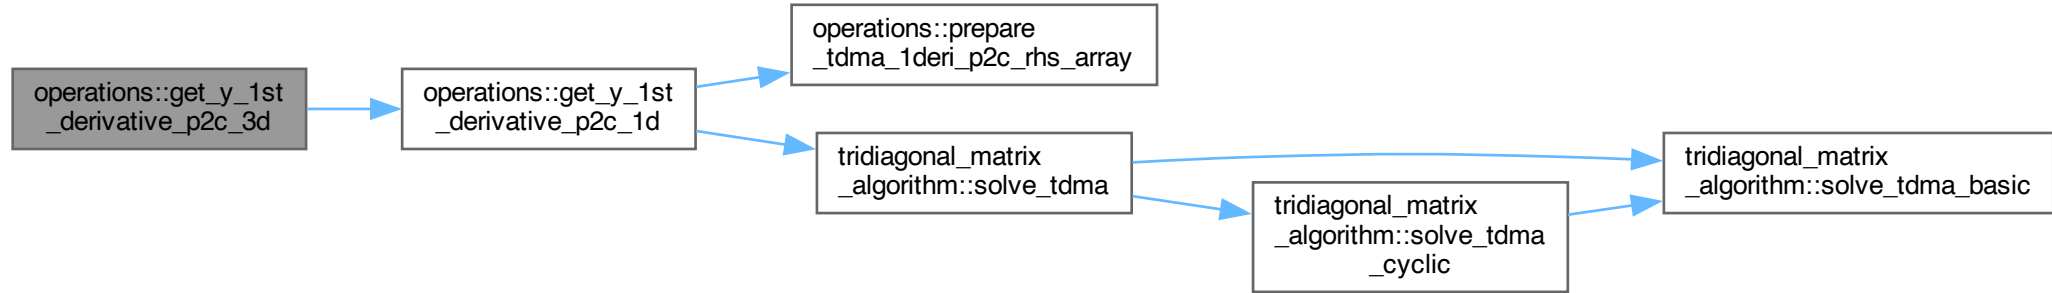 operations::get_y_1st
_derivative_p2c_3d
operations::get_y_1st
_derivative_p2c_1d
operations::prepare
_tdma_1deri_p2c_rhs_array
tridiagonal_matrix
_algorithm::solve_tdma
tridiagonal_matrix
_algorithm::solve_tdma
_cyclic
tridiagonal_matrix
_algorithm::solve_tdma_basic